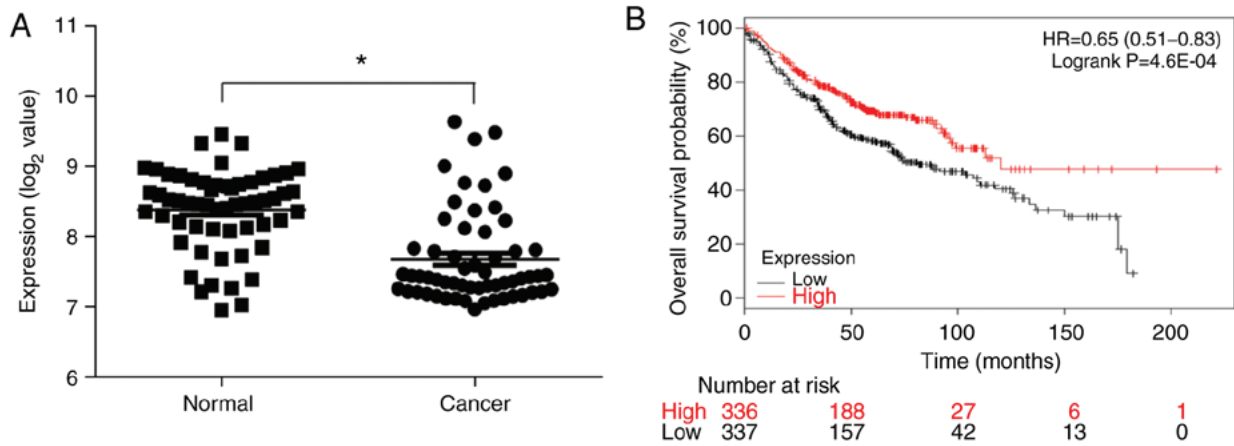 A
Expression (log2 value)
11
10
9
8
7
6
*
Normal
Cancer
B
Overall survival probability (%)
100
80
60
40
20
0
HR=0.65 (0.51–0.83)
Logrank P=4.6E-04
Expression
Low
High
0 50 100 150 200
Time (months)
Number at risk
High 336 188 27 6 1
Low 337 157 42 13 0